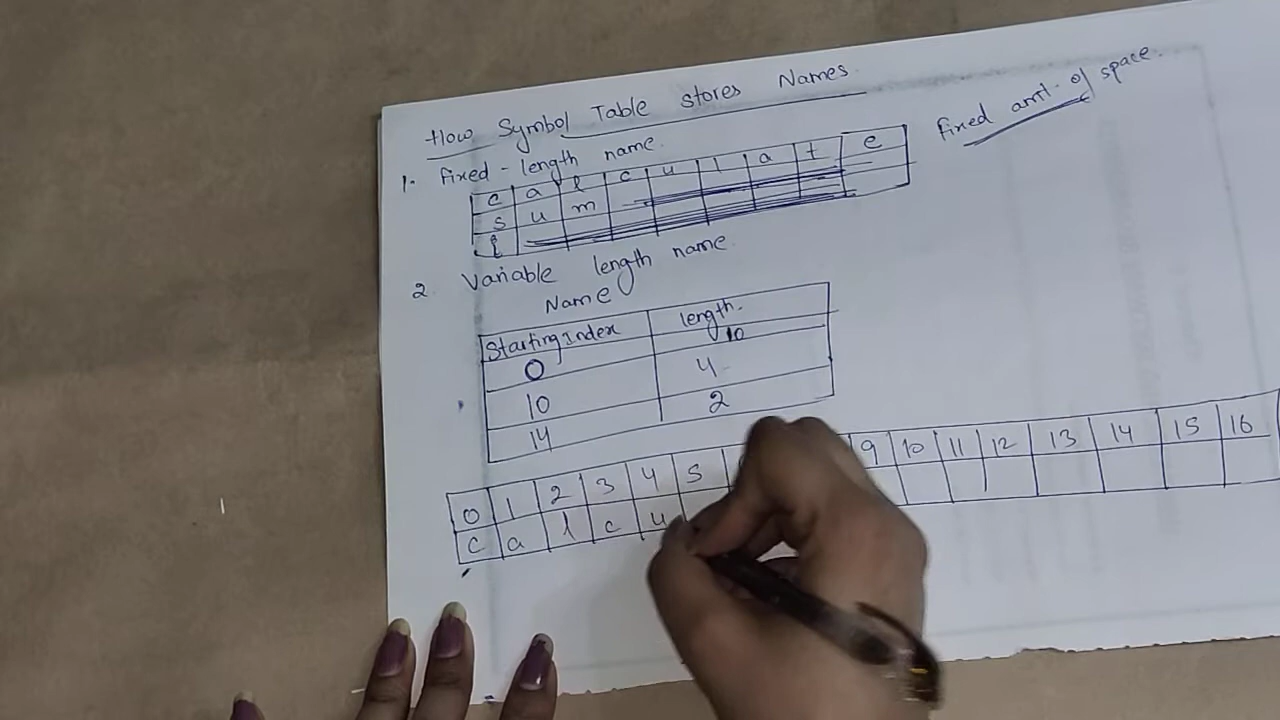 How Symbol Table stores Names
1. Fixed-length name.
c a l c u l a t e
s u m
fixed amt. of space.
2. Variable length name.
Name
Starting Index length.
0 10
10 4
14 2
0 1 2 3 4 5 9 10 11 12 13 14 15 16
c a l c u